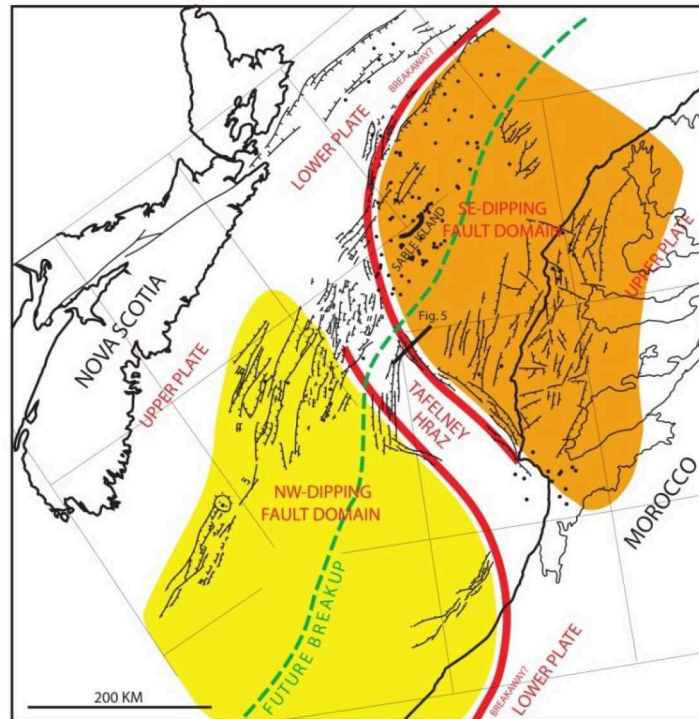 BREAKAWAY?
LOWER PLATE
SE-DIPPING
FAULT DOMAIN
SABLE ISLAND
UPPER PLATE
NOVA SCOTIA
Fig. 5
UPPER PLATE
TAFELNEY
HRAZ
MOROCCO
NW-DIPPING
FAULT DOMAIN
FUTURE BREAKUP
BREAKAWAY?
LOWER PLATE
200 KM